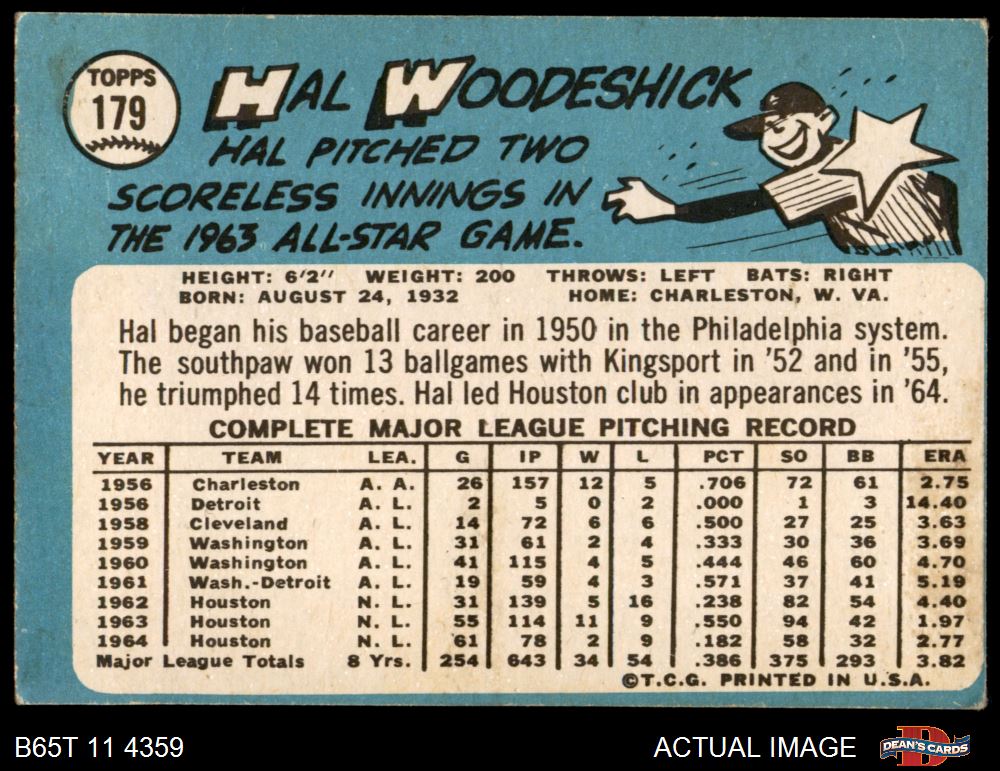 TOPPS
179
HAL WOODESHICK
HAL PITCHED TWO
SCORELESS INNINGS IN
THE 1963 ALL-STAR GAME.
HEIGHT: 6'2" WEIGHT: 200 THROWS: LEFT BATS: RIGHT
BORN: AUGUST 24, 1932 HOME: CHARLESTON, W. VA.
Hal began his baseball career in 1950 in the Philadelphia system.
The southpaw won 13 ballgames with Kingsport in '52 and in '55,
he triumphed 14 times. Hal led Houston club in appearances in '64.
COMPLETE MAJOR LEAGUE PITCHING RECORD
YEAR TEAM LEA. G IP W L PCT SO BB ERA
1956 Charleston A. A. 26 157 12 5 .706 72 61 2.75
1956 Detroit A. L. 2 5 0 2 .000 1 3 14.40
1958 Cleveland A. L. 14 72 6 6 .500 27 25 3.63
1959 Washington A. L. 31 61 2 4 .333 30 36 3.69
1960 Washington A. L. 41 115 4 5 .444 46 60 4.70
1961 Wash.-Detroit A. L. 19 59 4 3 .571 37 41 5.19
1962 Houston N. L. 31 139 5 16 .238 82 54 4.40
1963 Houston N. L. 55 114 11 9 .550 94 42 1.97
1964 Houston N. L. 61 78 2 9 .182 58 32 2.77
Major League Totals 8 Yrs. 254 643 34 54 .386 375 293 3.82
©T.C.G. PRINTED IN U.S.A.
B65T 11 4359 ACTUAL IMAGE DEAN'S CARDS